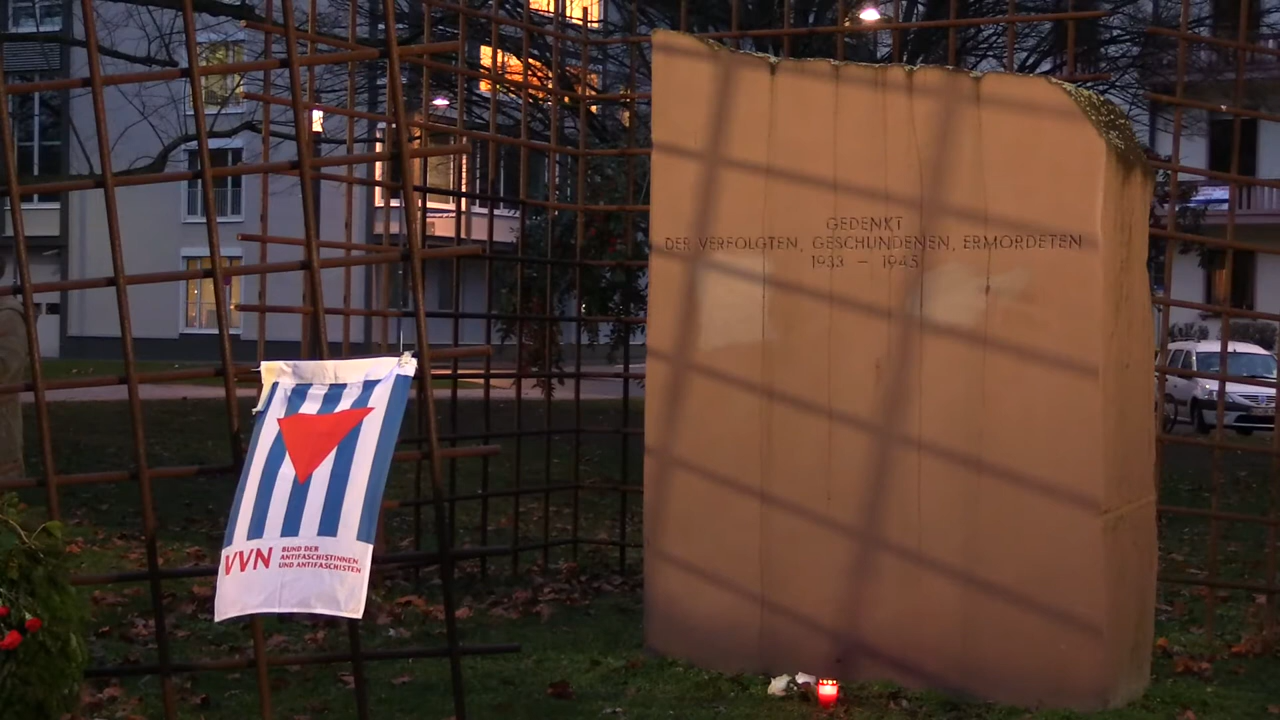 GEDENKT
DER VERFOLGTEN, GESCHUNDENEN, ERMORDETEN
1933 – 1945
VVN
BUND DER
ANTIFASCHISTINNEN
UND ANTIFASCHISTEN